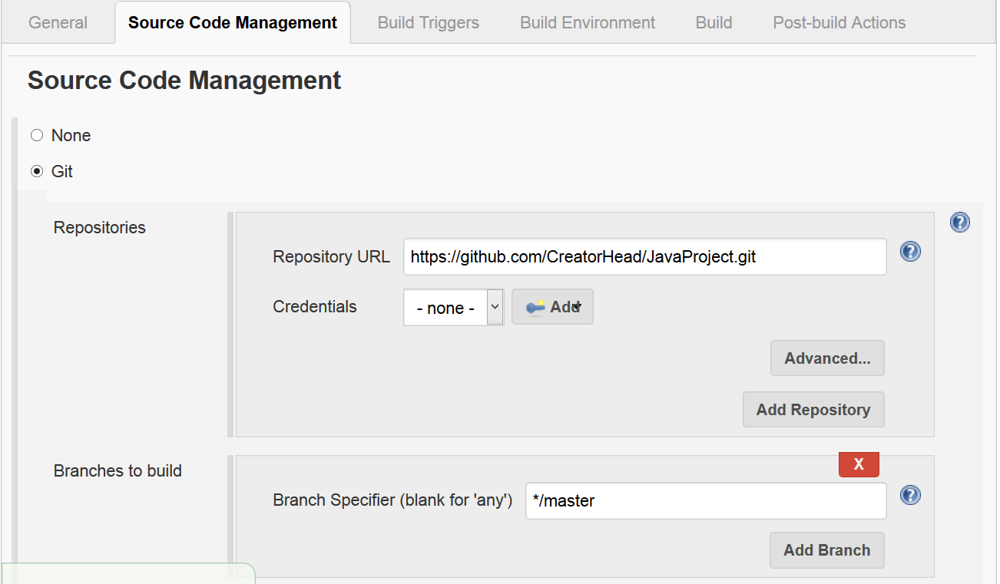 General Source Code Management Build Triggers Build Environment Build Post-build Actions
Source Code Management
None
Git
Repositories
?
Repository URL https://github.com/CreatorHead/JavaProject.git ?
Credentials - none - Add
Advanced...
Add Repository
Branches to build
X
Branch Specifier (blank for 'any') */master ?
Add Branch